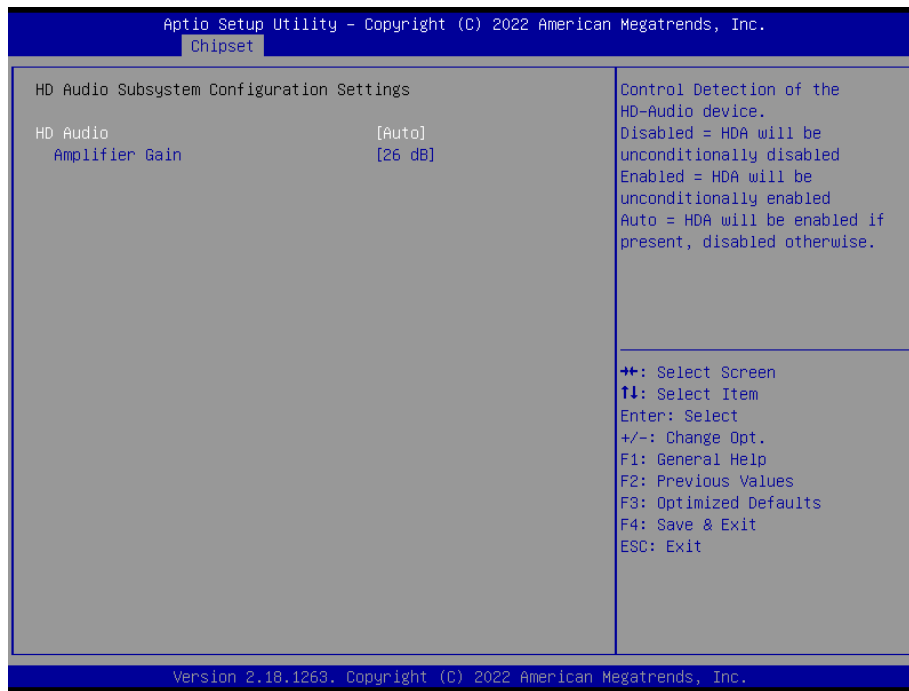 Aptio Setup Utility – Copyright (C) 2022 American Megatrends, Inc.
Chipset
HD Audio Subsystem Configuration Settings
HD Audio [Auto]
Amplifier Gain [26 dB]
Control Detection of the
HD-Audio device.
Disabled = HDA will be
unconditionally disabled
Enabled = HDA will be
unconditionally enabled
Auto = HDA will be enabled if
present, disabled otherwise.
→←: Select Screen
↑↓: Select Item
Enter: Select
+/-: Change Opt.
F1: General Help
F2: Previous Values
F3: Optimized Defaults
F4: Save & Exit
ESC: Exit
Version 2.18.1263. Copyright (C) 2022 American Megatrends, Inc.